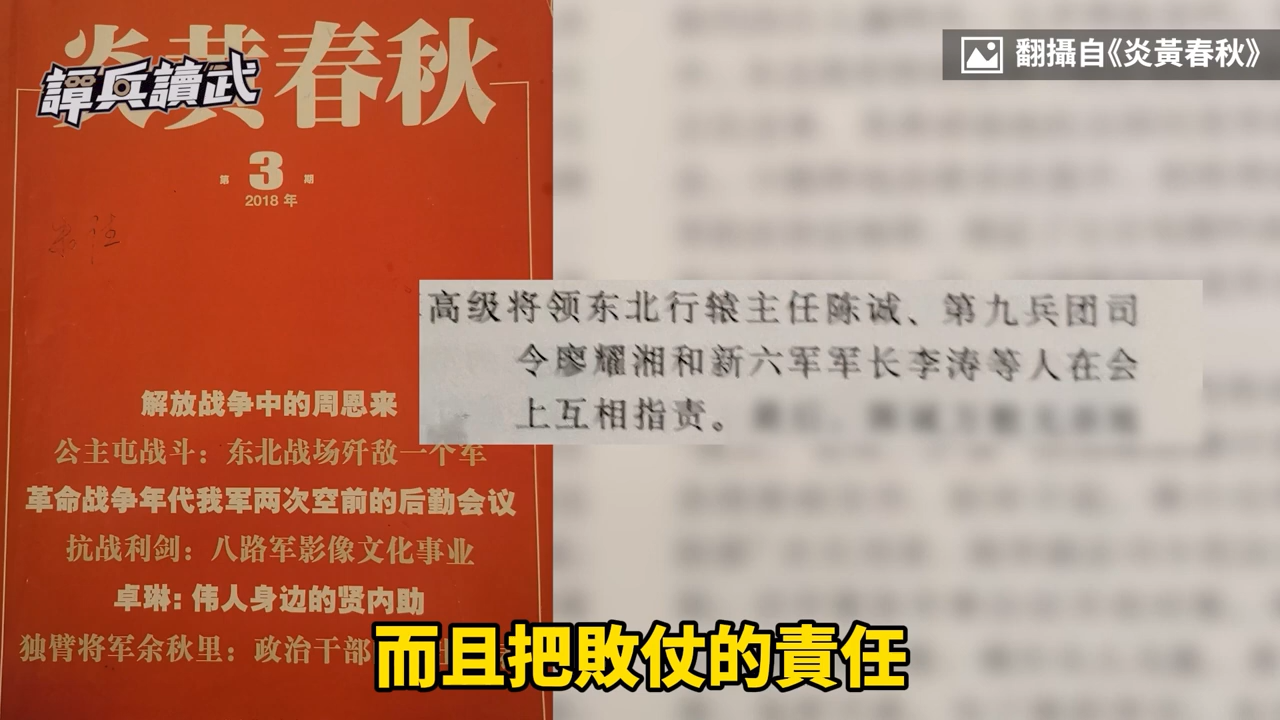 炎黄春秋
譚兵讀武
第3期
2018年
翻攝自《炎黃春秋》
高级将领东北行辕主任陈诚、第九兵团司
令廖耀湘和新六军军长李涛等人在会
上互相指责。
解放战争中的周恩来
公主屯战斗：东北战场歼敌一个军
革命战争年代我军两次空前的后勤会议
抗战利剑：八路军影像文化事业
卓琳：伟人身边的贤内助
独臂将军余秋里：政治干部
而且把敗仗的責任